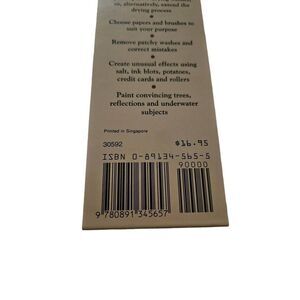 or, alternatively, extend the
drying process
•
Choose papers and brushes to
suit your purpose
•
Remove patchy washes and
correct mistakes
•
Create unusual effects using
salt, ink blots, potatoes,
credit cards and rollers
•
Paint convincing trees,
reflections and underwater
subjects
Printed in Singapore
30592
$16.95
ISBN 0-89134-565-5
90000
9 780891 345657